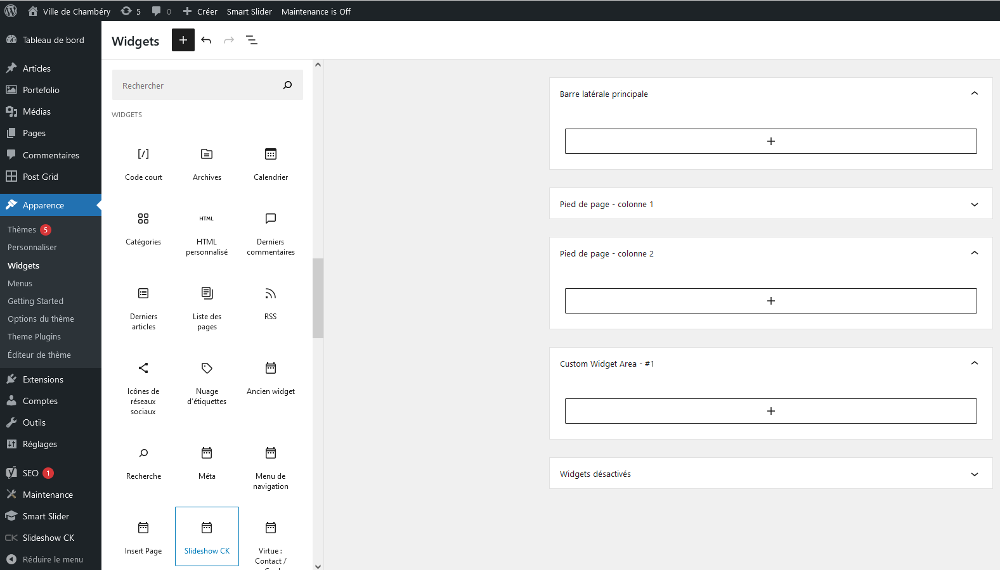 Ville de Chambéry
5
0
Créer
Smart Slider
Maintenance is Off
Tableau de bord
Articles
Portefolio
Médias
Pages
Commentaires
Post Grid
Apparence
Thèmes 5
Personnaliser
Widgets
Menus
Getting Started
Options du thème
Theme Plugins
Éditeur de thème
Extensions
Comptes
Outils
Réglages
SEO 1
Maintenance
Smart Slider
CK Slideshow CK
Réduire le menu
Widgets
Rechercher
WIDGETS
[/]
Code court
Archives
Calendrier
Catégories
HTML
HTML
personnalisé
Derniers
commentaires
Derniers
articles
Liste des
pages
RSS
Icônes de
réseaux
sociaux
Nuage
d'étiquettes
Ancien widget
Recherche
Méta
Menu de
navigation
Insert Page
Slideshow CK
Virtue :
Contact /
Barre latérale principale
Pied de page - colonne 1
Pied de page - colonne 2
Custom Widget Area - #1
Widgets désactivés